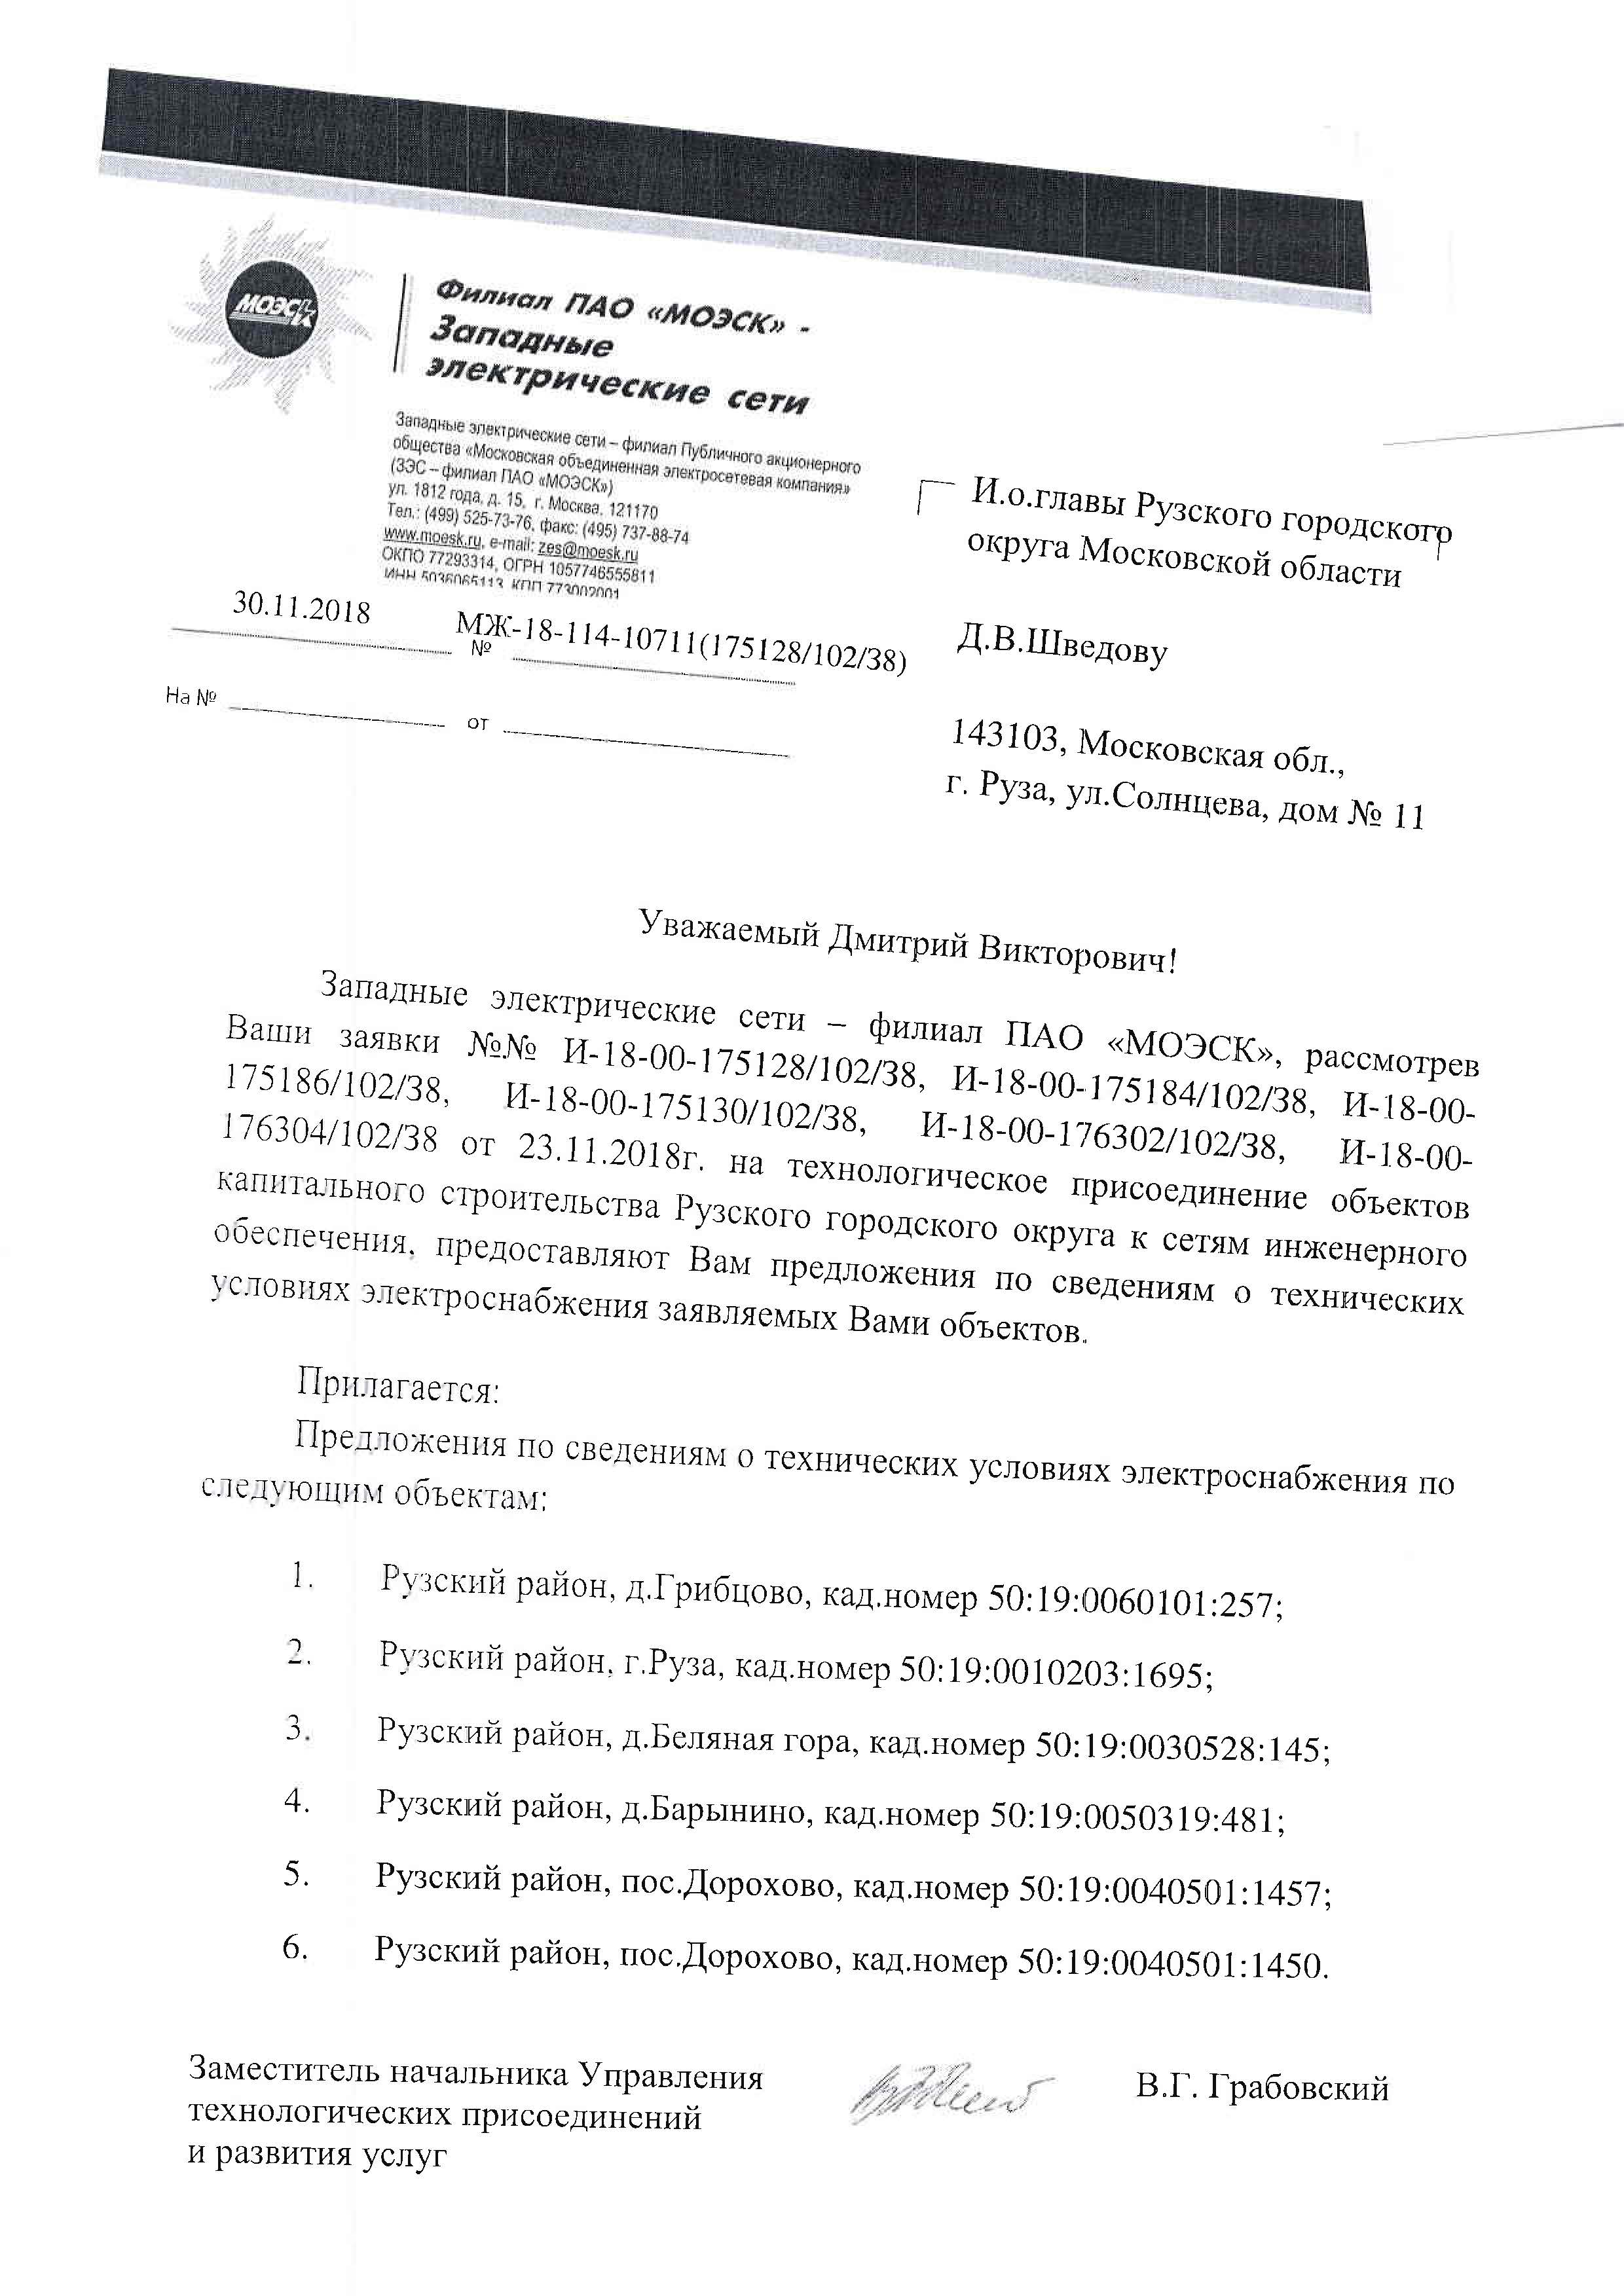 МОЭСК
Филиал ПАО «МОЭСК» -
Западные
электрические сети
Западные электрические сети – филиал Публичного акционерного
общества «Московская объединенная электросетевая компания»
(ЗЭС – филиал ПАО «МОЭСК»)
ул. 1812 года, д. 15, г. Москва, 121170
Тел.: (499) 525-73-76, факс: (495) 737-88-74
www.moesk.ru, e-mail: zes@moesk.ru
ОКПО 77293314, ОГРН 1057746555811
ИНН 5036065113, КПП 773002001
30.11.2018 № МЖ-18-114-10711(175128/102/38)
На № от
И.о.главы Рузского городского
округа Московской области
Д.В.Шведову
143103, Московская обл.,
г. Руза, ул.Солнцева, дом № 11
Уважаемый Дмитрий Викторович!
Западные электрические сети – филиал ПАО «МОЭСК», рассмотрев
Ваши заявки №№ И-18-00-175128/102/38, И-18-00-175184/102/38, И-18-00-
175186/102/38, И-18-00-175130/102/38, И-18-00-176302/102/38, И-18-00-
176304/102/38 от 23.11.2018г. на технологическое присоединение объектов
капитального строительства Рузского городского округа к сетям инженерного
обеспечения, предоставляют Вам предложения по сведениям о технических
условиях электроснабжения заявляемых Вами объектов.
Прилагается:
Предложения по сведениям о технических условиях электроснабжения по
следующим объектам:
1. Рузский район, д.Грибцово, кад.номер 50:19:0060101:257;
2. Рузский район, г.Руза, кад.номер 50:19:0010203:1695;
3. Рузский район, д.Беляная гора, кад.номер 50:19:0030528:145;
4. Рузский район, д.Барынино, кад.номер 50:19:0050319:481;
5. Рузский район, пос.Дорохово, кад.номер 50:19:0040501:1457;
6. Рузский район, пос.Дорохово, кад.номер 50:19:0040501:1450.
Заместитель начальника Управления
технологических присоединений
и развития услуг
В.Г. Грабовский